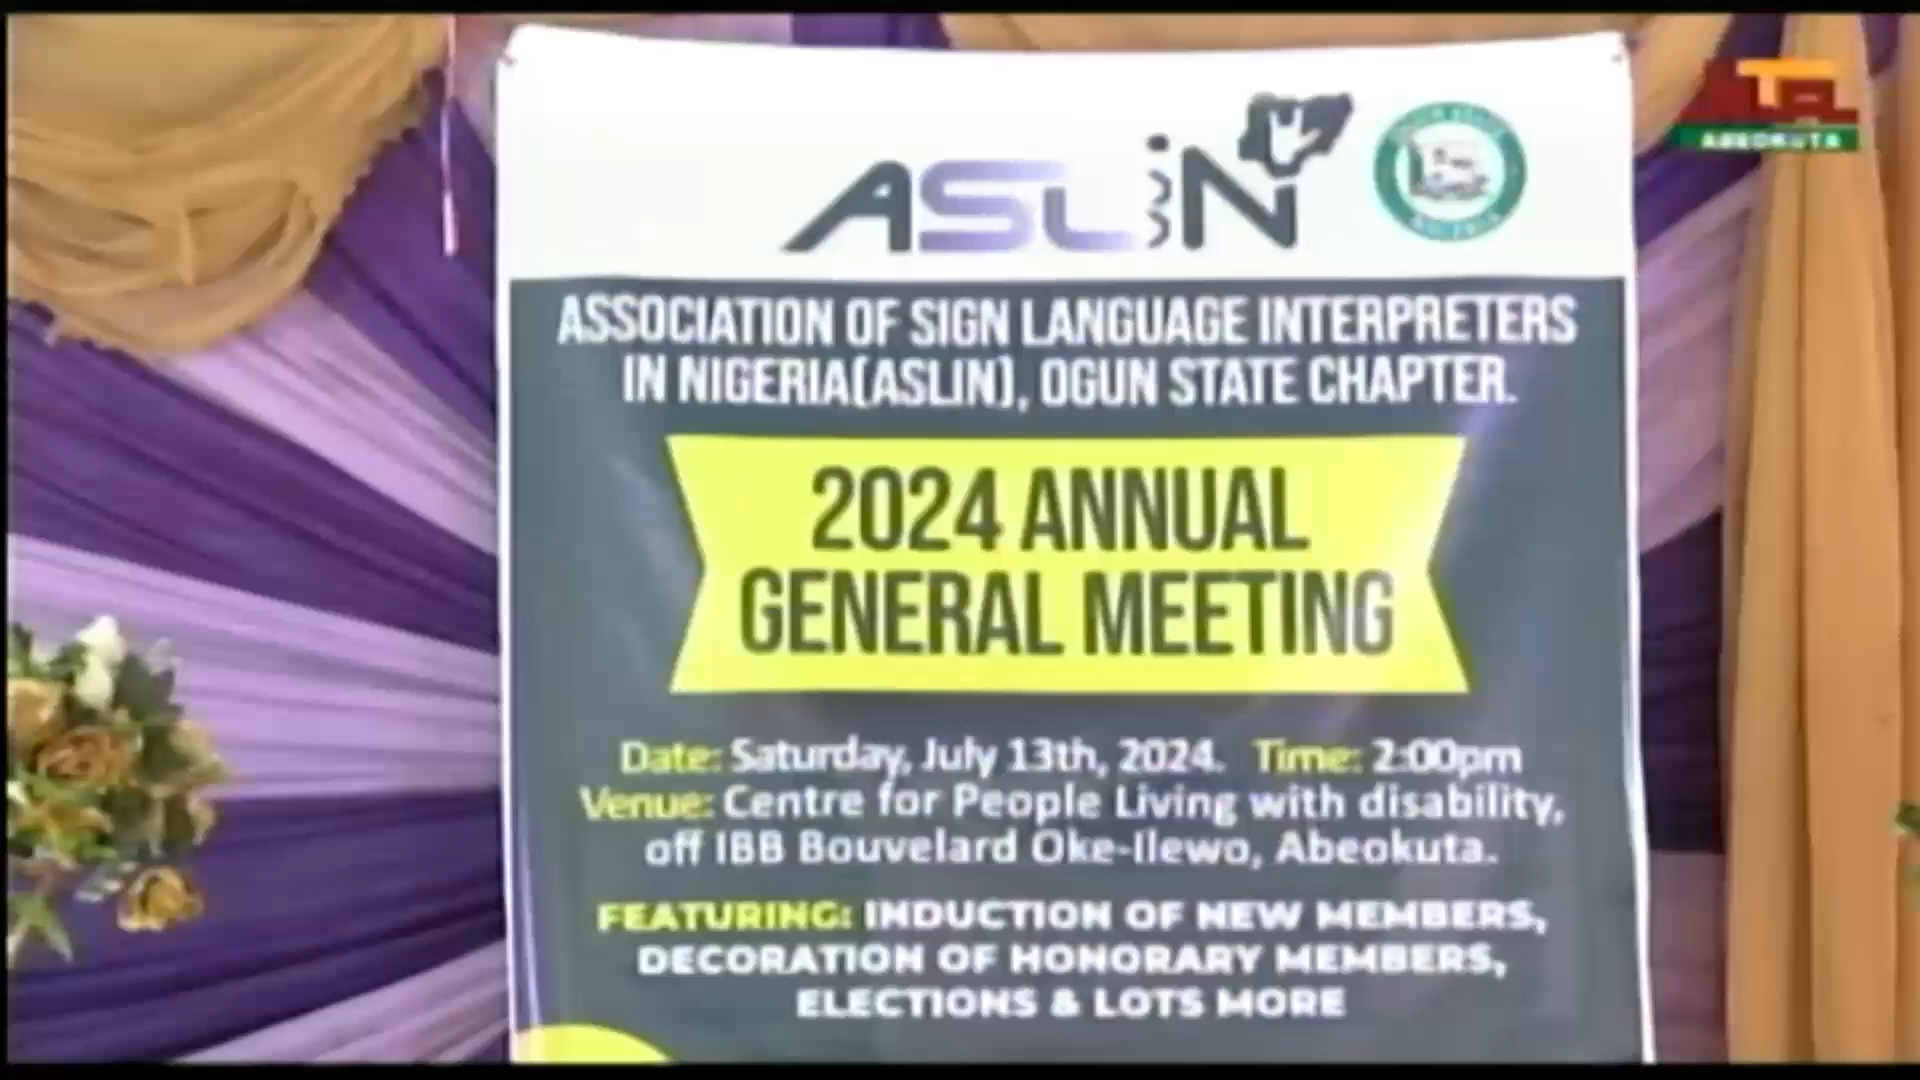 ASLIN
ABEOKUTA
ASSOCIATION OF SIGN LANGUAGE INTERPRETERS
IN NIGERIA(ASLIN), OGUN STATE CHAPTER.
2024 ANNUAL
GENERAL MEETING
Date: Saturday, July 13th, 2024. Time: 2:00pm
Venue: Centre for People Living with disability,
off IBB Bouvelard Oke-Ilewo, Abeokuta.
FEATURING: INDUCTION OF NEW MEMBERS,
DECORATION OF HONORARY MEMBERS,
ELECTIONS & LOTS MORE